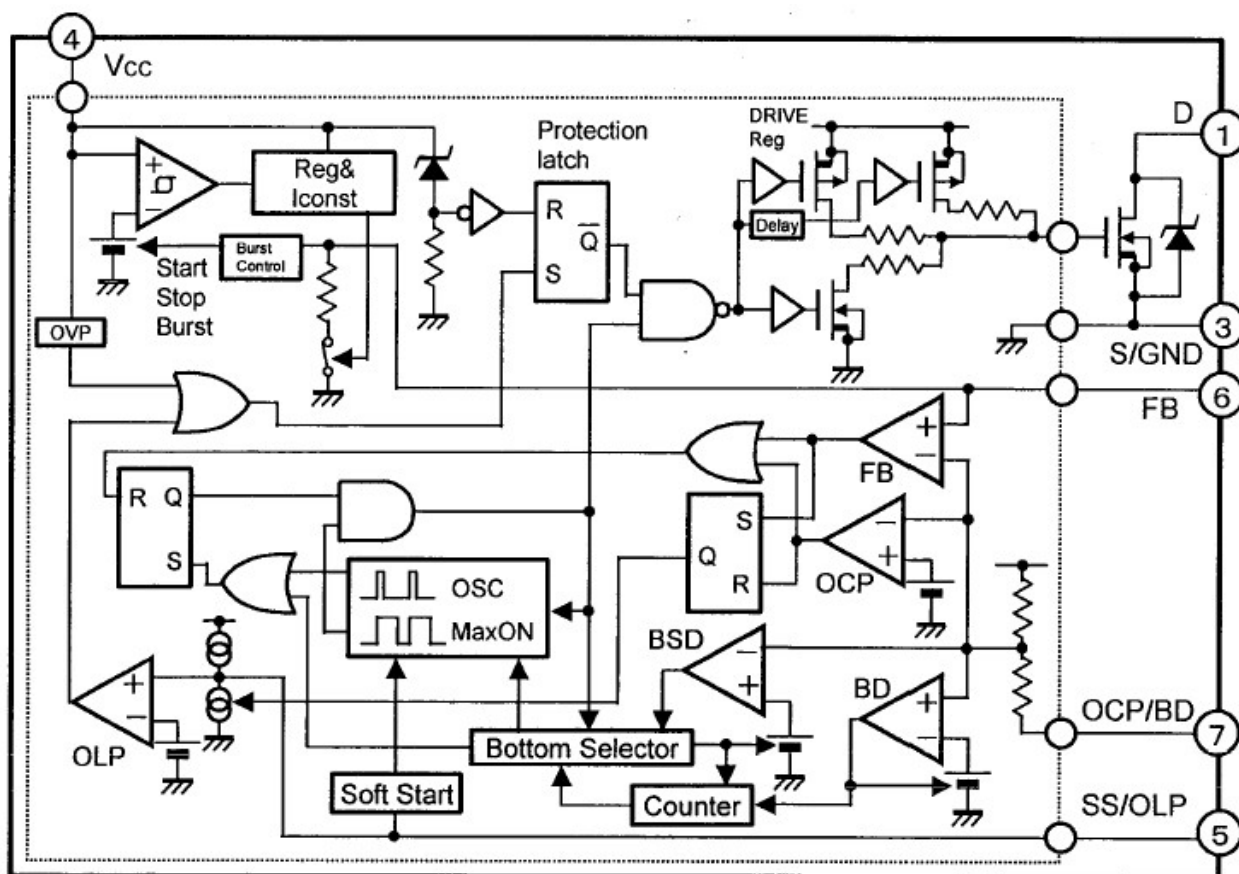 4
Vcc
D
1
DRIVE
Reg
Protection
latch
Reg&
Iconst
+
−
R
Q
S
Delay
Burst
Control
Start
Stop
Burst
OVP
3
S/GND
6
FB
+
−
FB
R
Q
S
S
Q
R
−
+
OCP
OSC
MaxON
BSD
−
+
BD
+
−
+
−
OLP
OCP/BD
7
Bottom Selector
Soft Start
Counter
SS/OLP
5